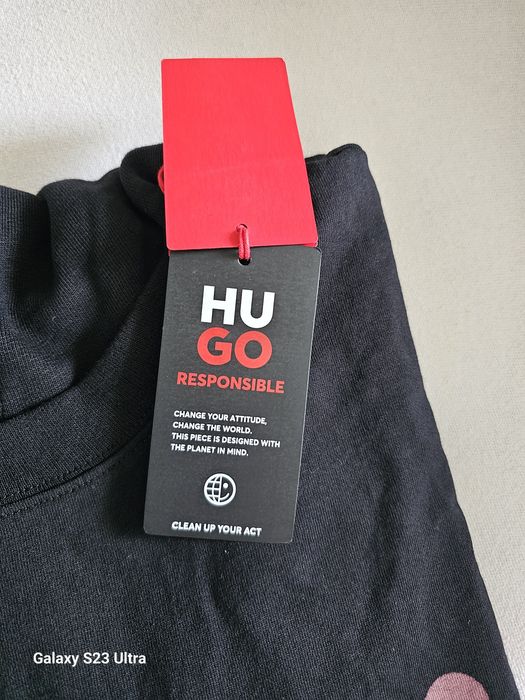 HU
GO
RESPONSIBLE
CHANGE YOUR ATTITUDE,
CHANGE THE WORLD.
THIS PIECE IS DESIGNED WITH
THE PLANET IN MIND.
CLEAN UP YOUR ACT
Galaxy S23 Ultra